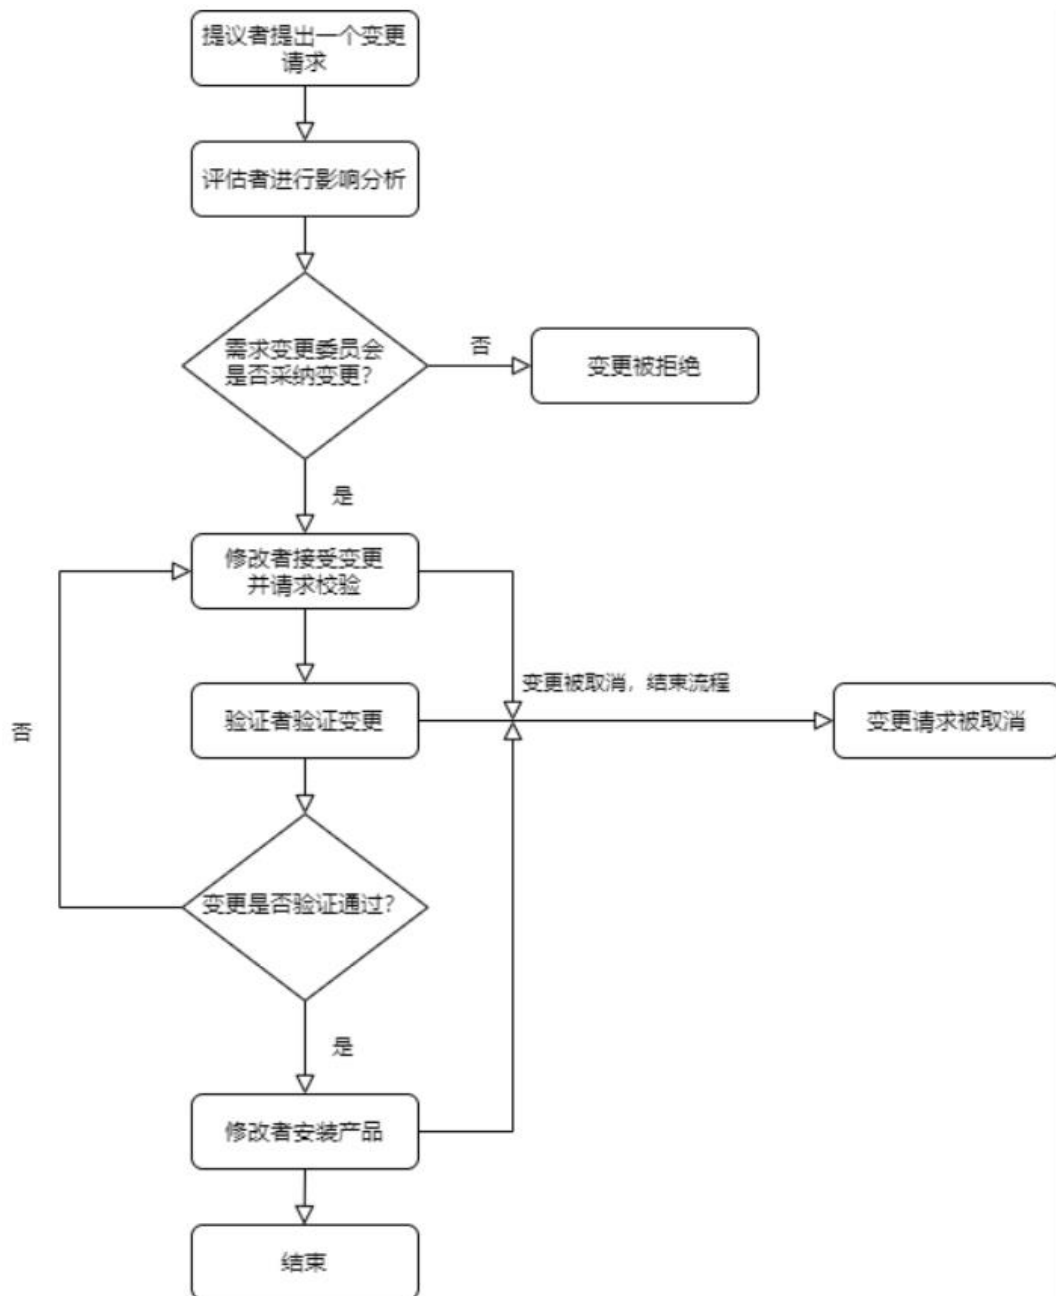 提议者提出一个变更
请求
评估者进行影响分析
需求变更委员会
是否采纳变更?
否
变更被拒绝
是
修改者接受变更
并请求校验
变更被取消，结束流程
验证者验证变更
变更请求被取消
否
变更是否验证通过?
是
修改者安装产品
结束